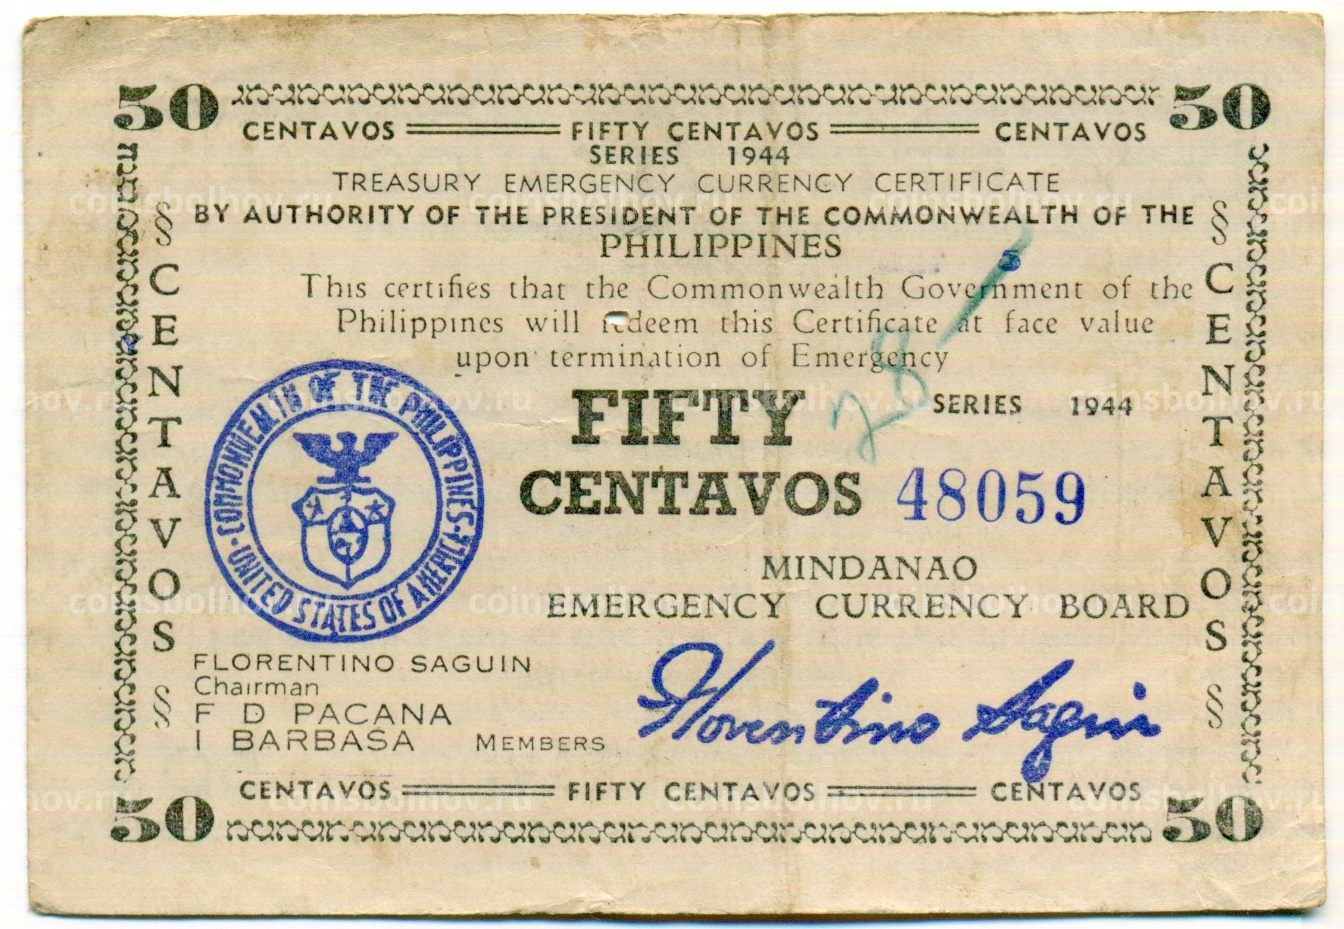 50 50
CENTAVOS FIFTY CENTAVOS CENTAVOS
SERIES 1944
TREASURY EMERGENCY CURRENCY CERTIFICATE
BY AUTHORITY OF THE PRESIDENT OF THE COMMONWEALTH OF THE
PHILIPPINES
This certifies that the Commonwealth Government of the
Philippines will redeem this Certificate at face value
upon termination of Emergency
§ CENTAVOS §
§ CENTAVOS §
28
COMMONWEALTH OF THE PHILIPPINES
UNITED STATES OF AMERICA
FIFTY
SERIES 1944
CENTAVOS 48059
MINDANAO
EMERGENCY CURRENCY BOARD
FLORENTINO SAGUIN
Chairman
F D PACANA
I BARBASA MEMBERS
Florentino Saguin
CENTAVOS FIFTY CENTAVOS CENTAVOS
50 50
coinsbolhov.ru